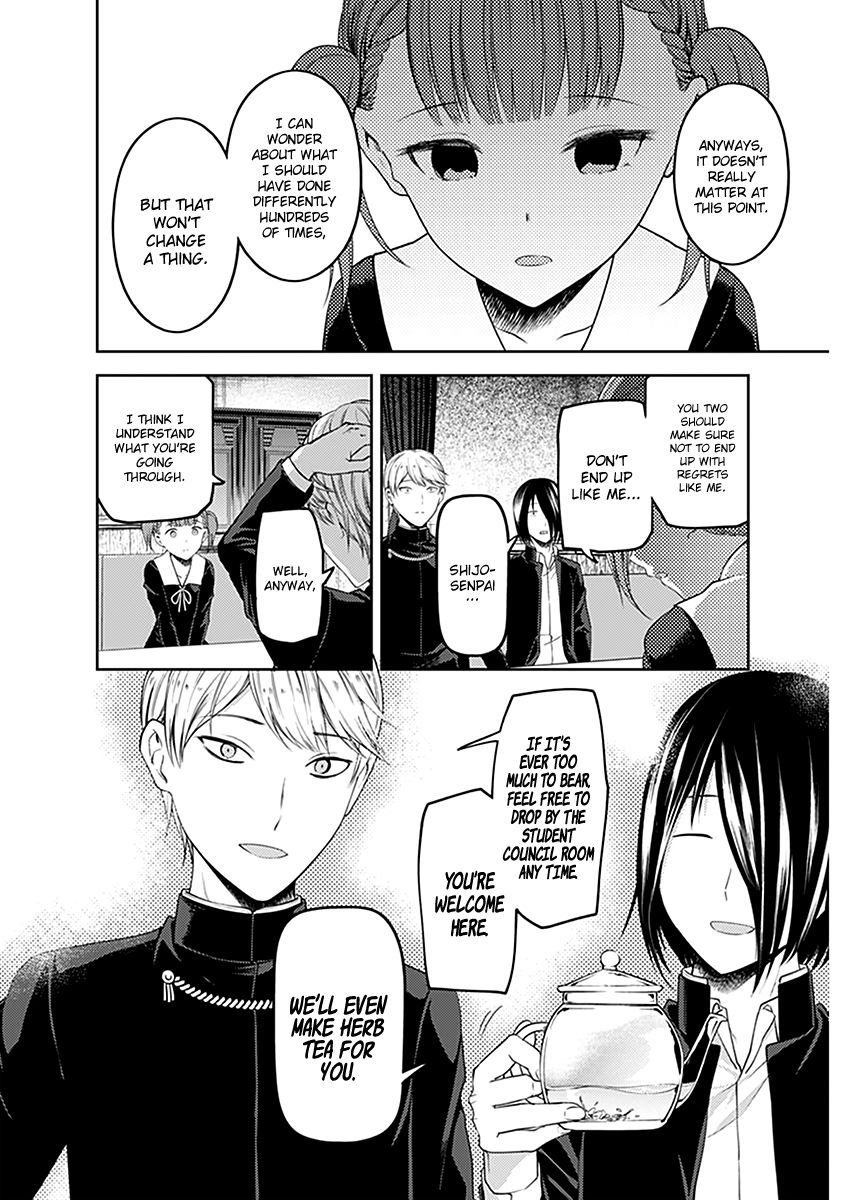 ANYWAYS,
IT DOESN'T
REALLY
MATTER AT
THIS POINT.
I CAN
WONDER
ABOUT WHAT
I SHOULD
HAVE DONE
DIFFERENTLY
HUNDREDS
OF TIMES,
BUT THAT
WON'T
CHANGE
A THING.
YOU TWO
SHOULD
MAKE SURE
NOT TO END
UP WITH
REGRETS
LIKE ME.
DON'T
END UP
LIKE ME...
SHIJO-
SENPAI
...
I THINK I
UNDERSTAND
WHAT YOU'RE
GOING
THROUGH.
WELL,
ANYWAY,
IF IT'S
EVER TOO
MUCH TO BEAR,
FEEL FREE TO
DROP BY THE
STUDENT
COUNCIL ROOM
ANY TIME.
YOU'RE
WELCOME
HERE.
WE'LL EVEN
MAKE HERB
TEA FOR
YOU.